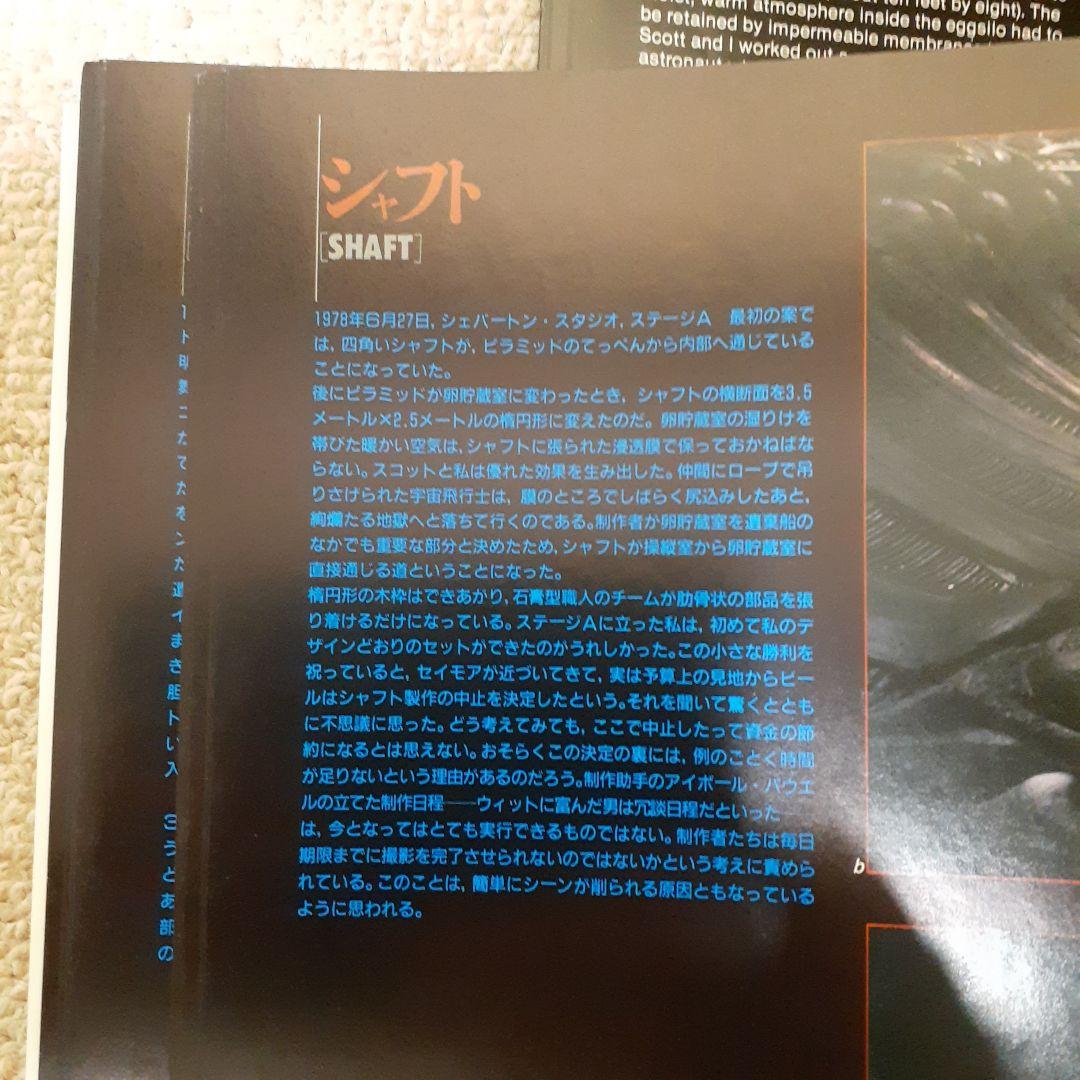 feet by eight). The
warm atmosphere inside the eggsilo had to
be retained by impermeable
Scott and I worked out
シャフト
[SHAFT]
1978年6月27日,シェパートン・スタジオ,ステージA 最初の案で
は,四角いシャフトが,ピラミッドのてっぺんから内部へ通じている
ことになっていた。
後にピラミッドが卵貯蔵室に変わったとき,シャフトの横断面を3.5
メートル×2.5メートルの楕円形に変えたのだ。卵貯蔵室の湿りけを
帯びた暖かい空気は,シャフトに張られた浸透膜で保っておかねばな
らない。スコットと私は優れた効果を生み出した。仲間にロープで吊
りさげられた宇宙飛行士は,膜のところでしばらく尻込みしたあと,
絢爛たる地獄へと落ちて行くのである。制作者が卵貯蔵室を遺棄船の
なかでも重要な部分と決めたため,シャフトが操縦室から卵貯蔵室に
直接通じる道ということになった。
楕円形の木枠はできあがり,石膏型職人のチームが肋骨状の部品を張
り着けるだけになっている。ステージAに立った私は,初めて私のデ
ザインどおりのセットができたのがうれしかった。この小さな勝利を
祝っていると,セイモアが近づいてきて,実は予算上の見地からピー
ルはシャフト製作の中止を決定したという。それを聞いて驚くととも
に不思議に思った。どう考えてみても,ここで中止したって資金の節
約になるとは思えない。おそらくこの決定の裏には,例のごとく時間
が足りないという理由があるのだろう。制作助手のアイボール・パウエ
ルの立てた制作日程──ウィットに富んだ男は冗談日程だといった
は,今となってはとても実行できるものではない。制作者たちは毎日
期限までに撮影を完了させられないのではないかという考えに責めら
れている。このことは,簡単にシーンが削られる原因ともなっている
ように思われる。
b